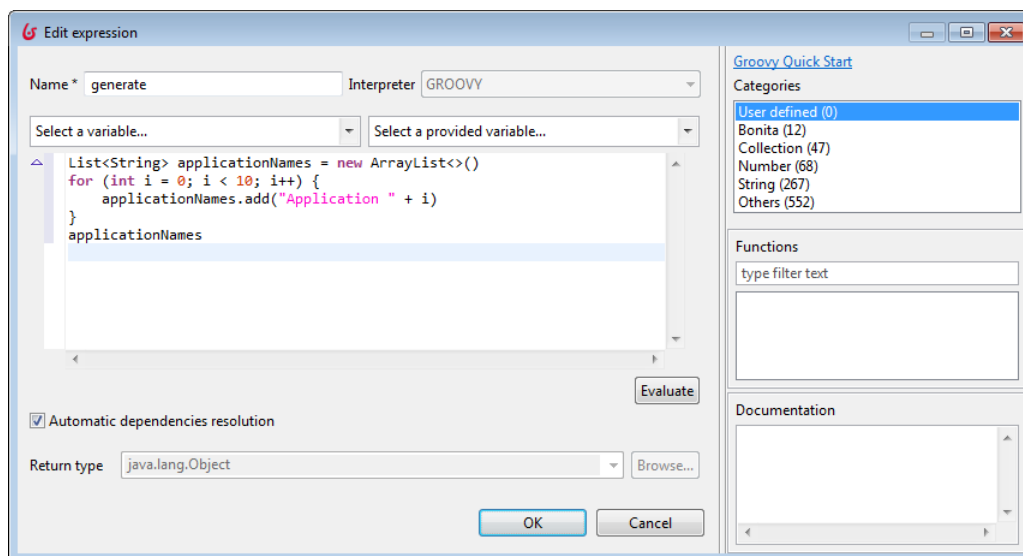 Edit expression
Name * generate Interpreter GROOVY
Select a variable... Select a provided variable...
List<String> applicationNames = new ArrayList<>()
for (int i = 0; i < 10; i++) {
    applicationNames.add("Application " + i)
}
applicationNames
Evaluate
Automatic dependencies resolution
Return type java.lang.Object Browse...
OK Cancel
Groovy Quick Start
Categories
User defined (0)
Bonita (12)
Collection (47)
Number (68)
String (267)
Others (552)
Functions
type filter text
Documentation